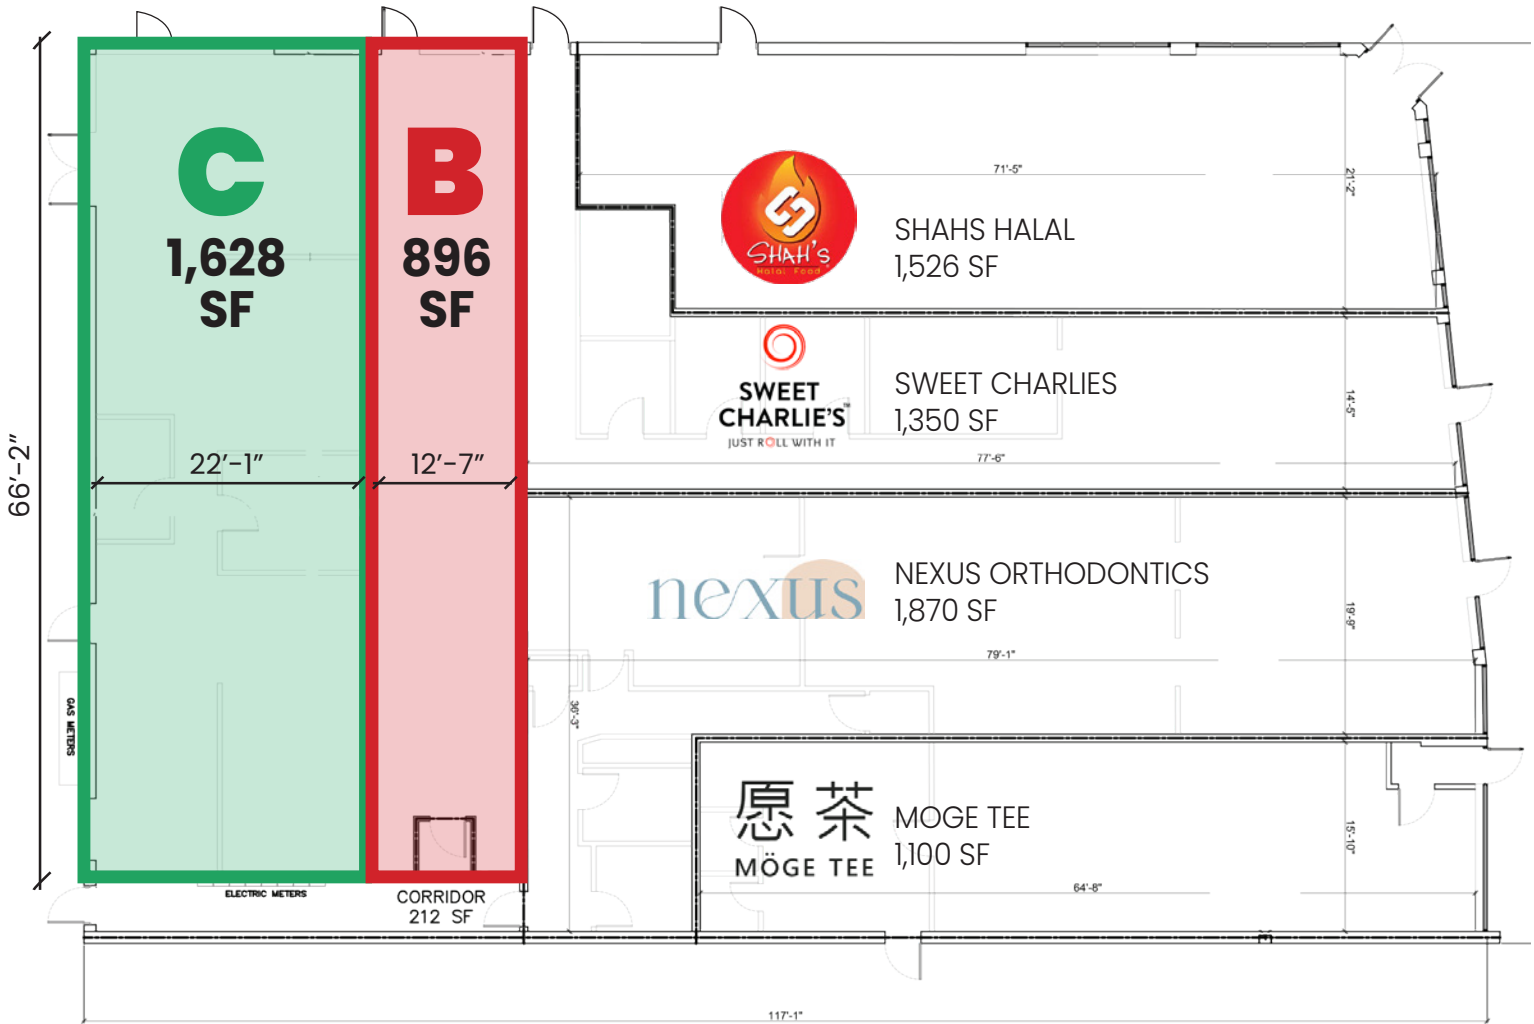 C
1,628
SF
B
896
SF
66'-2"
22'-1"
12'-7"
71'-5"
21'-2"
SHAH'S
Halal Food
SHAHS HALAL
1,526 SF
SWEET
CHARLIE'S™
JUST ROLL WITH IT
SWEET CHARLIES
1,350 SF
14'-5"
77'-6"
nexus
NEXUS ORTHODONTICS
1,870 SF
19'-9"
79'-1"
36'-3"
GAS METERS
愿茶
MÖGE TEE
MOGE TEE
1,100 SF
15'-10"
64'-8"
ELECTRIC METERS
CORRIDOR
212 SF
117'-1"